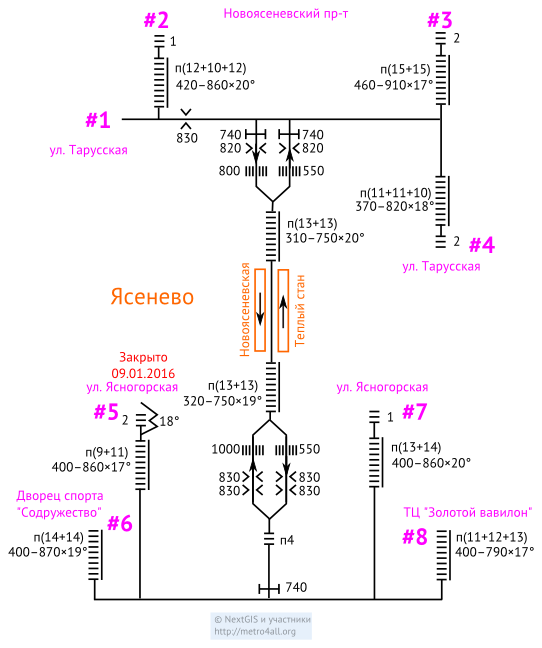 Новоясеневский пр-т
#2
1
п(12+10+12)
420–860×20°
#3
2
п(15+15)
460–910×17°
#1
830
ул. Тарусская
740
740
820
820
800
550
п(11+11+10)
370–820×18°
2
#4
ул. Тарусская
п(13+13)
310–750×20°
Ясенево
Новоясеневская
Теплый стан
Закрыто
09.01.2016
ул. Ясногорская
#5
2
18°
п(9+11)
400–860×17°
п(13+13)
320–750×19°
ул. Ясногорская
1
#7
п(13+14)
400–860×20°
1000
550
830
830
830
830
Дворец спорта
"Содружество"
#6
п(14+14)
400–870×19°
п4
740
ТЦ "Золотой вавилон"
#8
п(11+12+13)
400–790×17°
© NextGIS и участники
http://metro4all.org